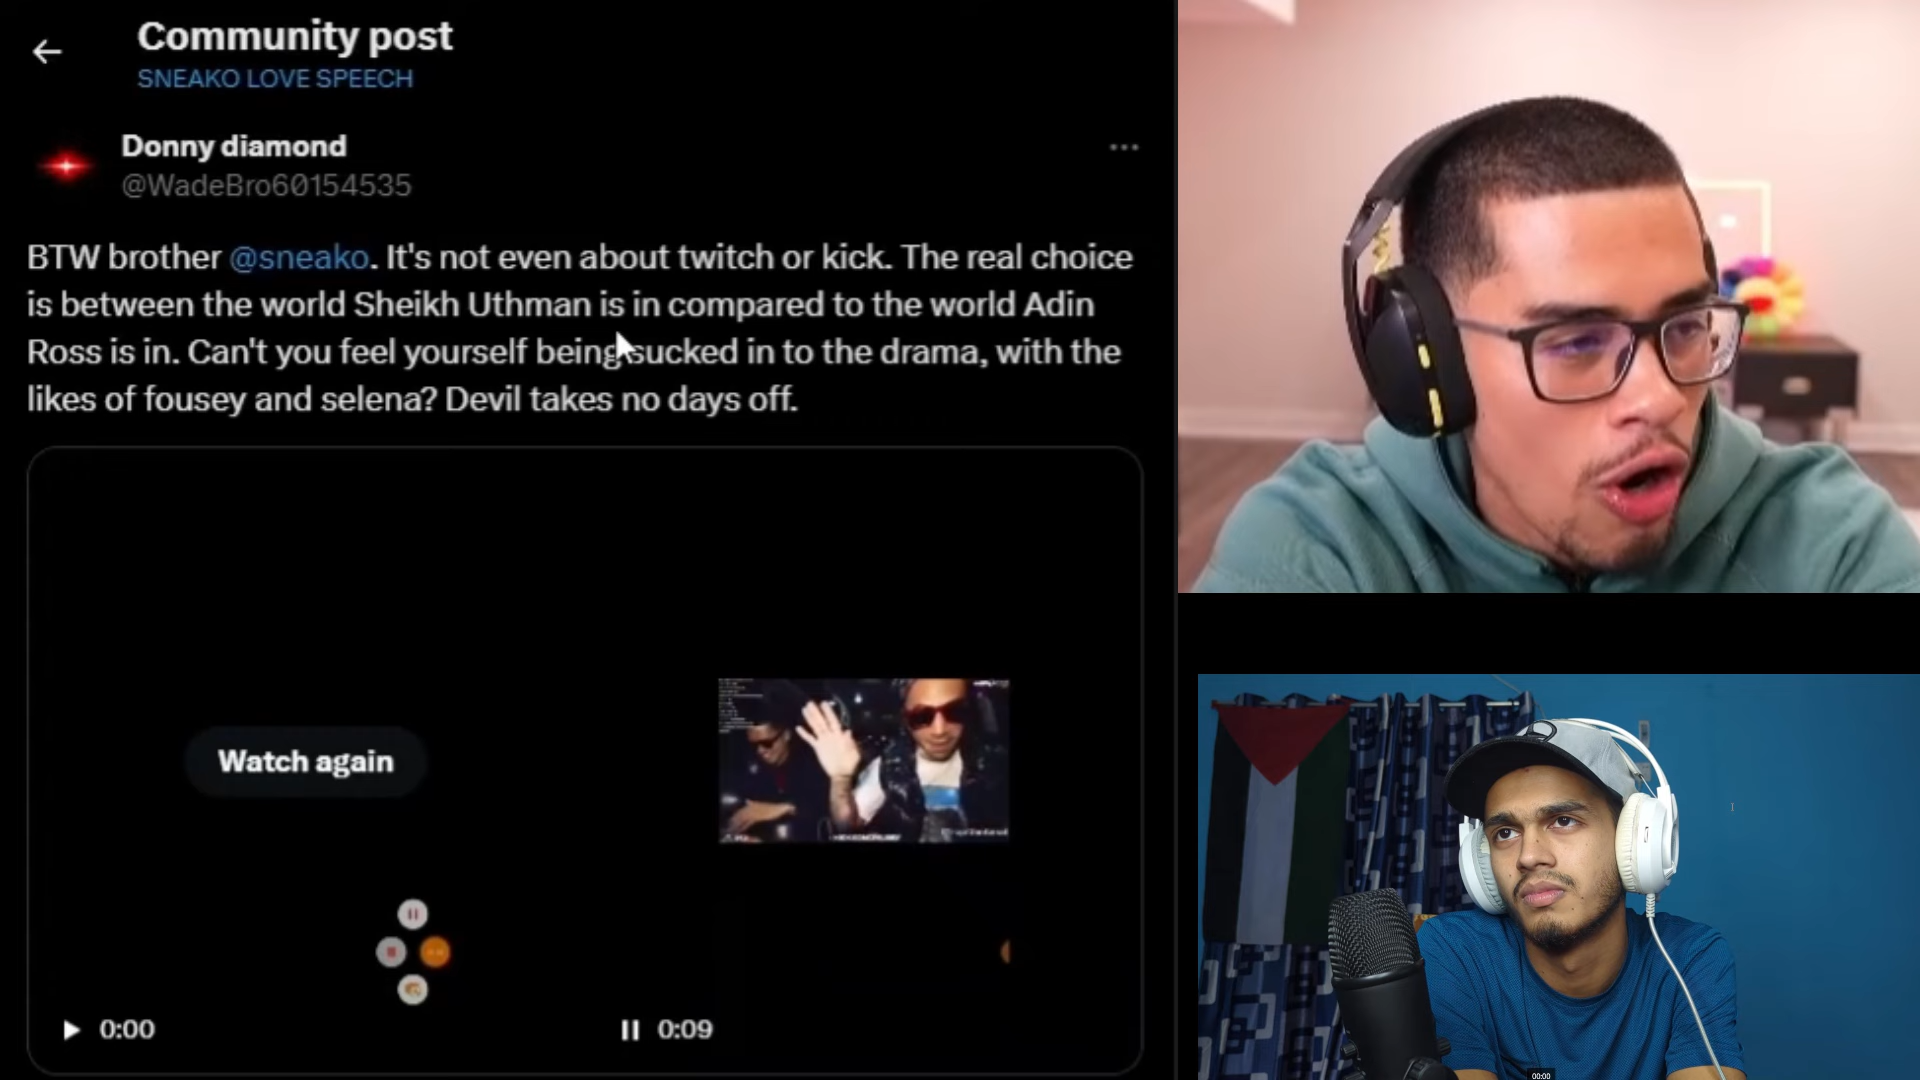 Community post
SNEAKO LOVE SPEECH
Donny diamond
@WadeBro60154535
BTW brother @sneako. It's not even about twitch or kick. The real choice
is between the world Sheikh Uthman is in compared to the world Adin
Ross is in. Can't you feel yourself being sucked in to the drama, with the
likes of fousey and selena? Devil takes no days off.
Watch again
0:00
0:09
00:00